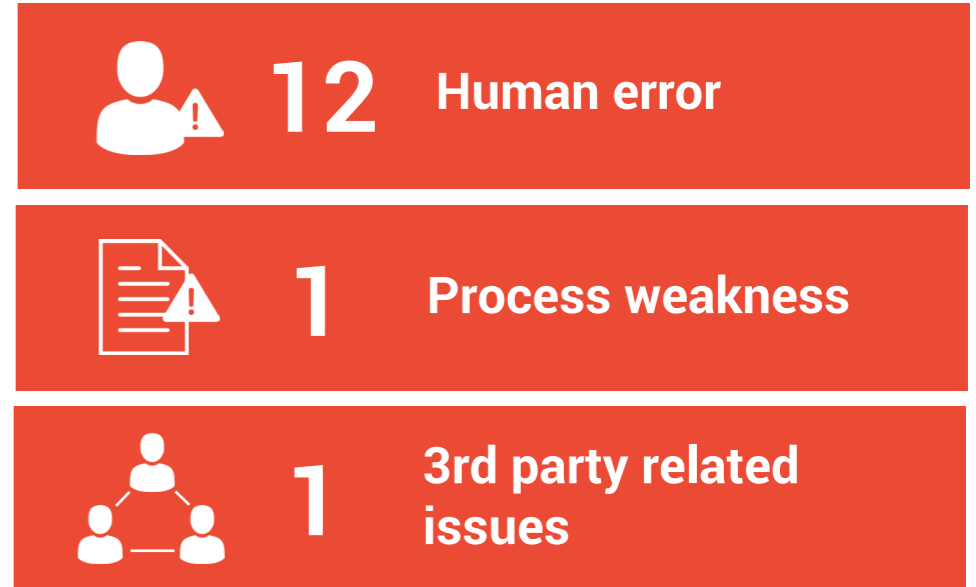 12 Human error
1 Process weakness
1 3rd party related
issues